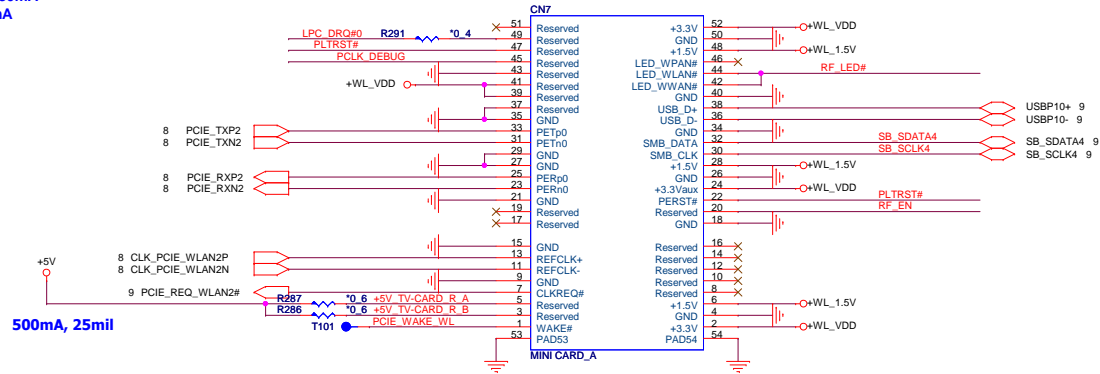 mA
CN7
51 Reserved +3.3V 52 +WL_VDD
LPC_DRQ#0 R291 *0_4 49 Reserved GND 50
PLTRST# 47 Reserved +1.5V 48 +WL_1.5V
PCLK_DEBUG 45 Reserved LED_WPAN# 46
43 Reserved LED_WLAN# 44 RF_LED#
+WL_VDD 41 Reserved LED_WWAN# 42
39 Reserved GND 40
37 Reserved USB_D+ 38 USBP10+ 9
35 GND USB_D- 36 USBP10- 9
8 PCIE_TXP2 33 PETp0 GND 34
8 PCIE_TXN2 31 PETn0 SMB_DATA 32 SB_SDATA4 SB_SDATA4 9
29 GND SMB_CLK 30 SB_SCLK4 SB_SCLK4 9
27 GND +1.5V 28 +WL_1.5V
8 PCIE_RXP2 25 PERp0 GND 26
8 PCIE_RXN2 23 PERn0 +3.3Vaux 24 +WL_VDD
21 GND PERST# 22 PLTRST#
19 Reserved Reserved 20 RF_EN
17 Reserved GND 18
15 GND Reserved 16
8 CLK_PCIE_WLAN2P 13 REFCLK+ Reserved 14
+5V 8 CLK_PCIE_WLAN2N 11 REFCLK- Reserved 12
9 GND Reserved 10
9 PCIE_REQ_WLAN2# 7 CLKREQ# Reserved 8
R287 *0_6 +5V_TV-CARD_R_A 5 Reserved +1.5V 6 +WL_1.5V
R286 *0_6 +5V_TV-CARD_R_B 3 Reserved GND 4
500mA, 25mil T101 PCIE_WAKE_WL 1 WAKE# +3.3V 2 +WL_VDD
53 PAD53 PAD54 54
MINI CARD_A